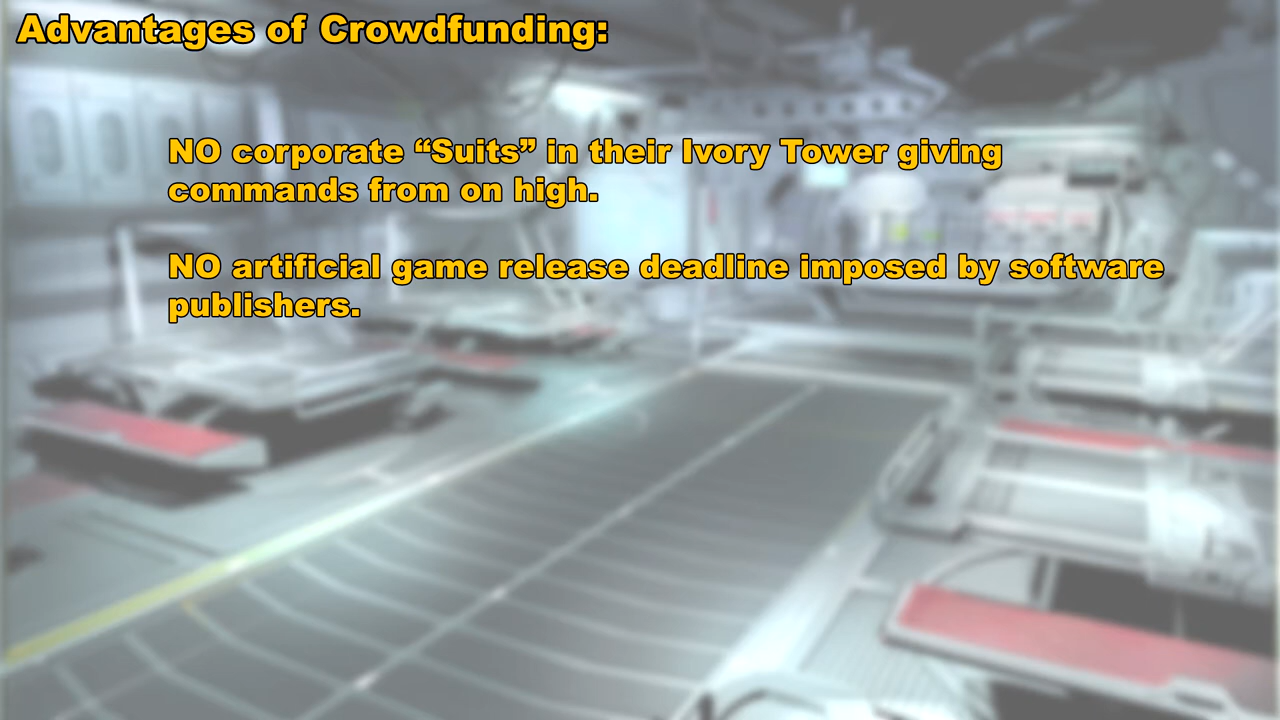 Advantages of Crowdfunding:
NO corporate “Suits” in their Ivory Tower giving
commands from on high.
NO artificial game release deadline imposed by software
publishers.